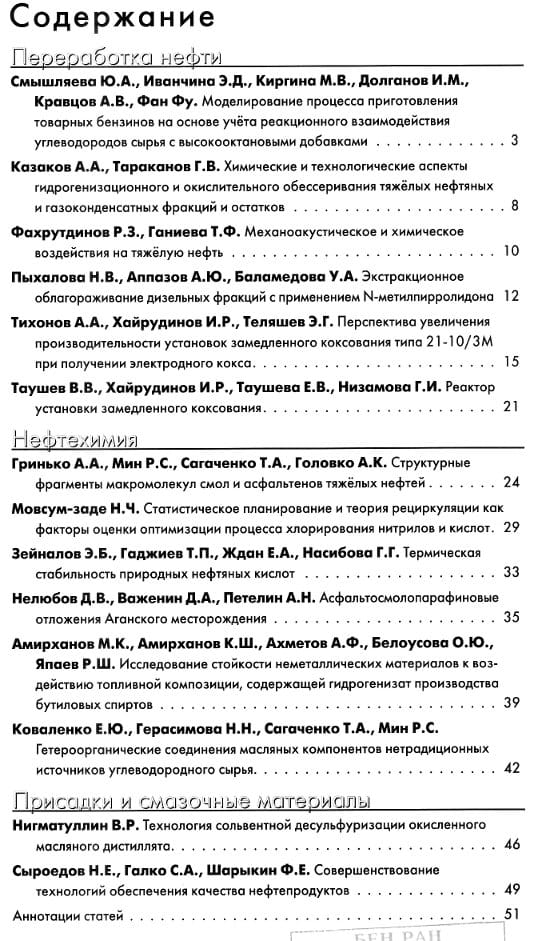 Содержание
Переработка нефти
Смышляева Ю.А., Иванчина Э.Д., Киргина М.В., Долганов И.М.,
Кравцов А.В., Фан Фу. Моделирование процесса приготовления
товарных бензинов на основе учёта реакционного взаимодействия
углеводородов сырья с высокооктановыми добавками . . . . . . . . . . . . 3
Казаков А.А., Тараканов Г.В. Химические и технологические аспекты
гидрогенизационного и окислительного обессеривания тяжёлых нефтяных
и газоконденсатных фракций и остатков . . . . . . . . . . . . . . . . . . . 8
Фахрутдинов Р.З., Ганиева Т.Ф. Механоакустическое и химическое
воздействия на тяжёлую нефть . . . . . . . . . . . . . . . . . . . . . . . . 10
Пыхалова Н.В., Аппазов А.Ю., Баламедова У.А. Экстракционное
облагораживание дизельных фракций с применением N-метилпирролидона 12
Тихонов А.А., Хайрудинов И.Р., Теляшев Э.Г. Перспектива увеличения
производительности установок замедленного коксования типа 21-10/3М
при получении электродного кокса. . . . . . . . . . . . . . . . . . . . . . 15
Таушев В.В., Хайрудинов И.Р., Таушева Е.В., Низамова Г.И. Реактор
установки замедленного коксования. . . . . . . . . . . . . . . . . . . . . 21
Нефтехимия
Гринько А.А., Мин Р.С., Сагаченко Т.А., Головко А.К. Структурные
фрагменты макромолекул смол и асфальтенов тяжёлых нефтей . . . . . . . 24
Мовсум-заде Н.Ч. Статистическое планирование и теория рециркуляции как
факторы оценки оптимизации процесса хлорирования нитрилов и кислот. 29
Зейналов Э.Б., Гаджиев Т.П., Ждан Е.А., Насибова Г.Г. Термическая
стабильность природных нефтяных кислот . . . . . . . . . . . . . . . . . . 33
Нелюбов Д.В., Важенин Д.А., Петелин А.Н. Асфальтосмолопарафиновые
отложения Аганского месторождения . . . . . . . . . . . . . . . . . . . . 35
Амирханов М.К., Амирханов К.Ш., Ахметов А.Ф., Белоусова О.Ю.,
Япаев Р.Ш. Исследование стойкости неметаллических материалов к воз-
действию топливной композиции, содержащей гидрогенизат производства
бутиловых спиртов . . . . . . . . . . . . . . . . . . . . . . . . . . . . . 39
Коваленко Е.Ю., Герасимова Н.Н., Сагаченко Т.А., Мин Р.С.
Гетероорганические соединения масляных компонентов нетрадиционных
источников углеводородного сырья. . . . . . . . . . . . . . . . . . . . . . 42
Присадки и смазочные материалы
Нигматуллин В.Р. Технология сольвентной десульфуризации окисленного
масляного дистиллята. . . . . . . . . . . . . . . . . . . . . . . . . . . . 46
Сыроедов Н.Е., Галко С.А., Шарыкин Ф.Е. Совершенствование
технологий обеспечения качества нефтепродуктов . . . . . . . . . . . . . . 49
Аннотации статей . . . . . . . . . . . . . . . . . . . . . . . . . . . . . . 51
БЕН РАН